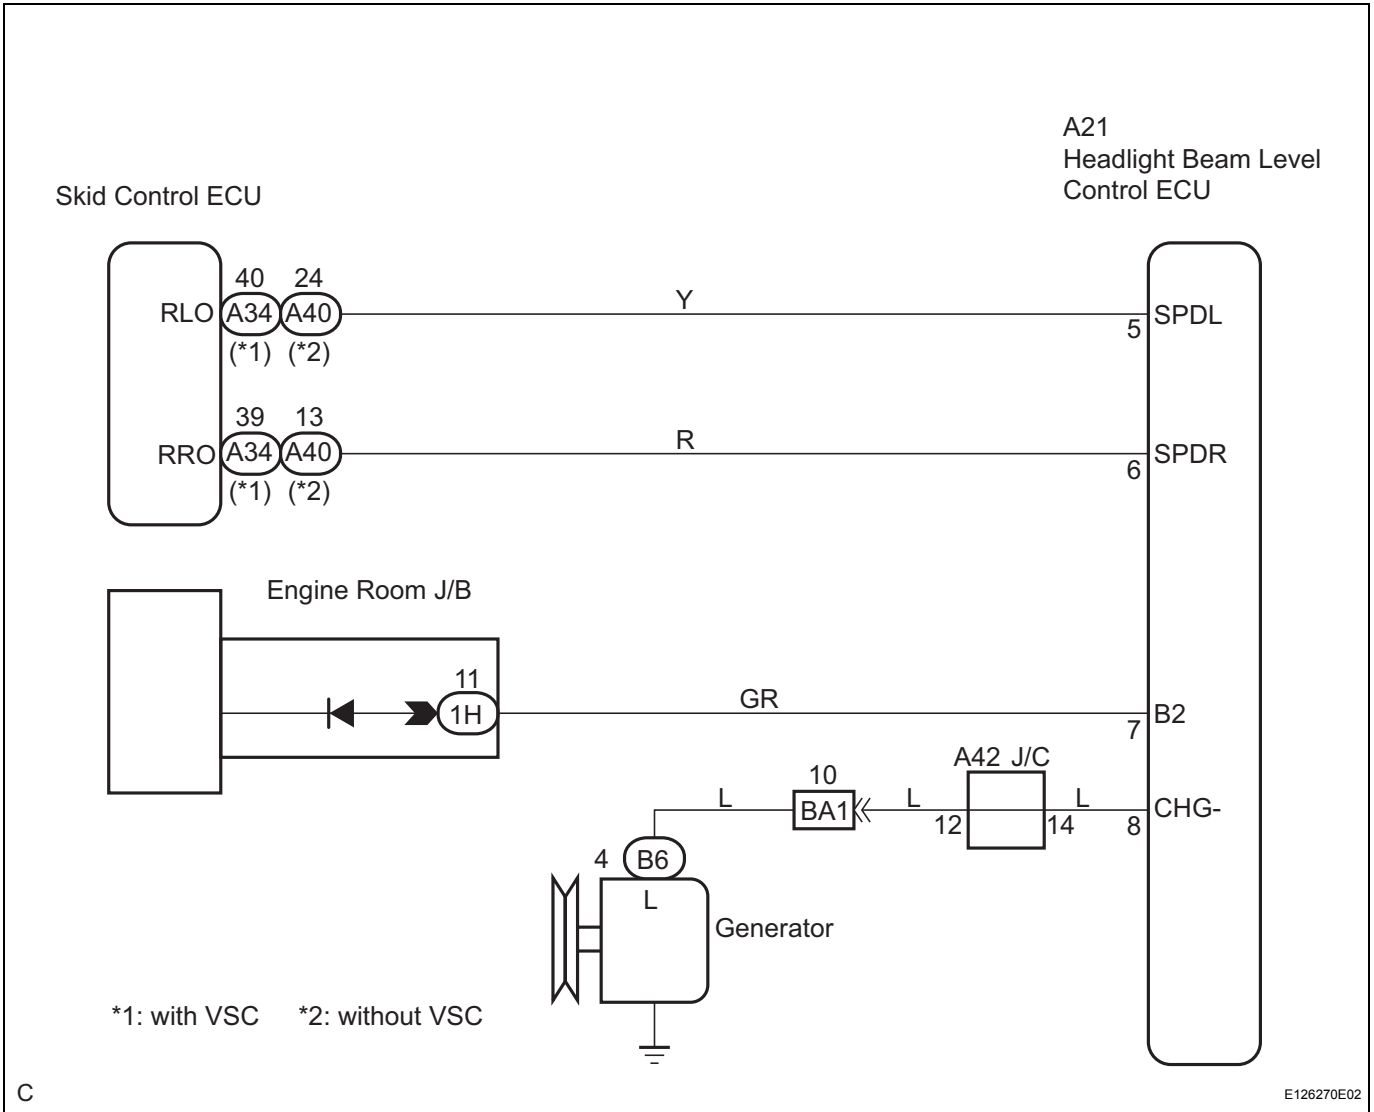 A21
Headlight Beam Level
Control ECU
Skid Control ECU
40 24
RLO A34 A40 Y 5 SPDL
(*1) (*2)
39 13
RRO A34 A40 R 6 SPDR
(*1) (*2)
Engine Room J/B
11
1H GR 7 B2
A42 J/C
10
L BA1 L 12 14 L 8 CHG-
4 B6
L
Generator
*1: with VSC *2: without VSC
C
E126270E02